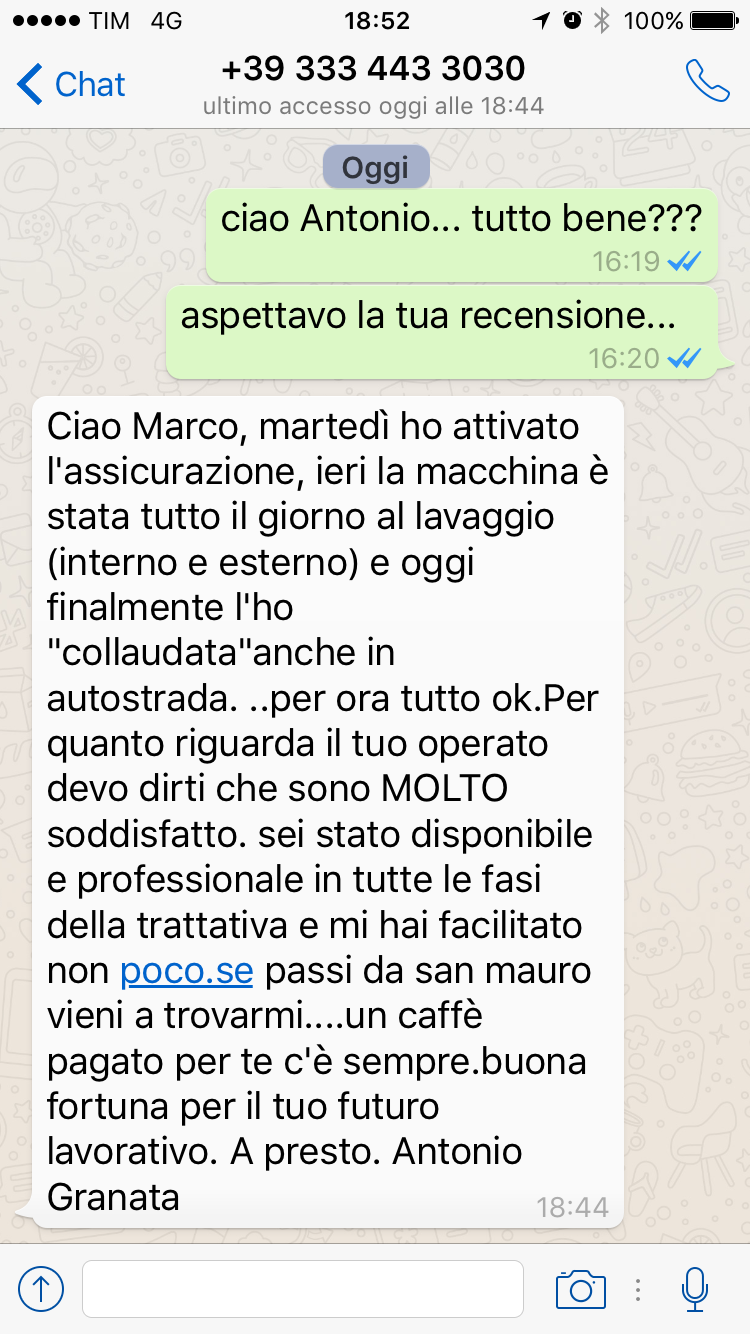 TIM 4G 18:52 100%
Chat
+39 333 443 3030
ultimo accesso oggi alle 18:44
Oggi
ciao Antonio... tutto bene???
16:19
aspettavo la tua recensione...
16:20
Ciao Marco, martedì ho attivato
l'assicurazione, ieri la macchina è
stata tutto il giorno al lavaggio
(interno e esterno) e oggi
finalmente l'ho
"collaudata"anche in
autostrada. ..per ora tutto ok.Per
quanto riguarda il tuo operato
devo dirti che sono MOLTO
soddisfatto. sei stato disponibile
e professionale in tutte le fasi
della trattativa e mi hai facilitato
non poco.se passi da san mauro
vieni a trovarmi....un caffè
pagato per te c'è sempre.buona
fortuna per il tuo futuro
lavorativo. A presto. Antonio
Granata
18:44